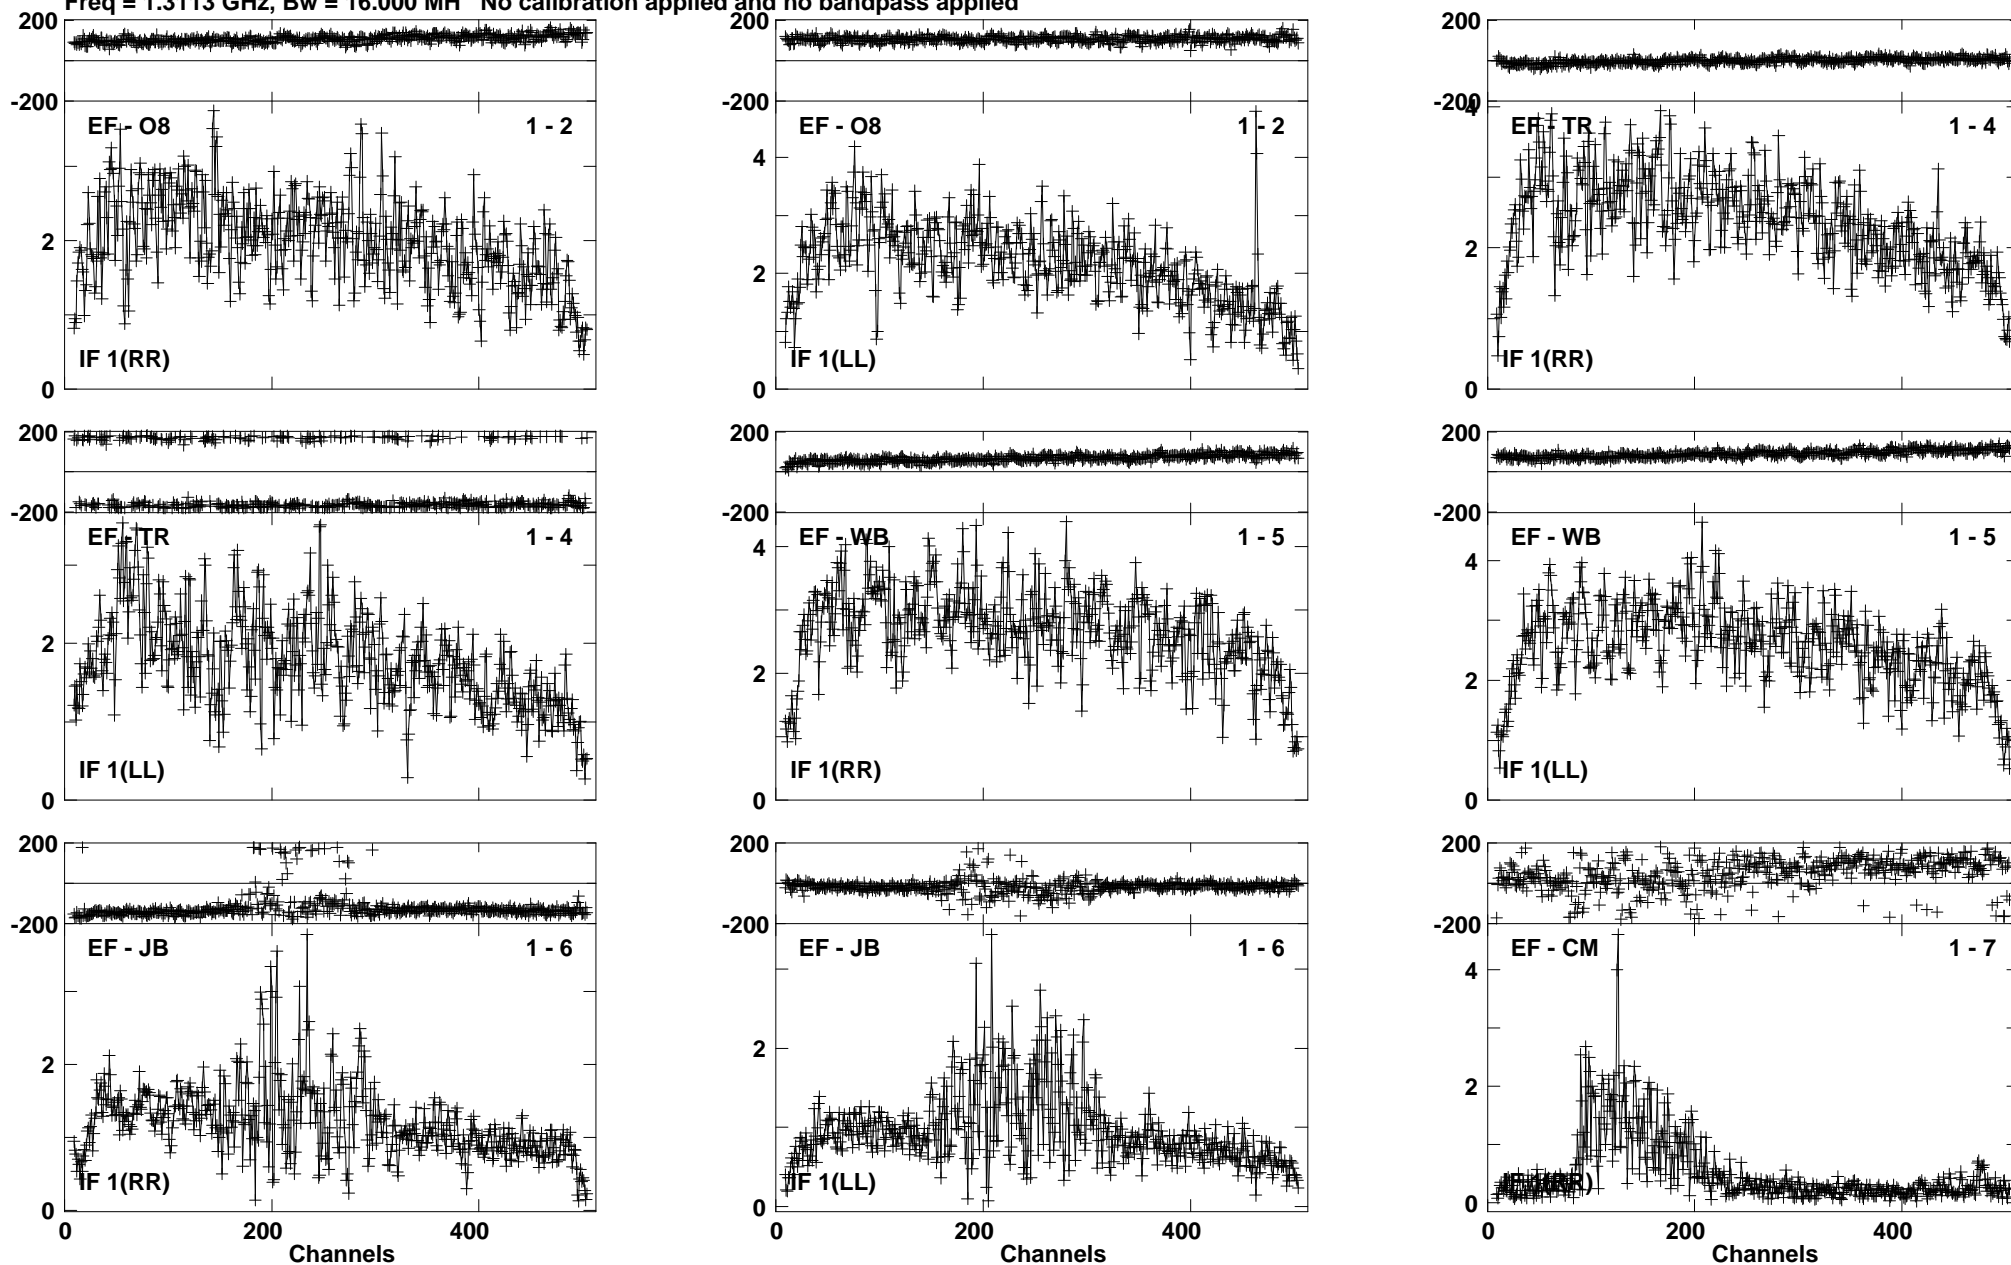 Freq = 1.3113 GHz, Bw = 16.000 MH   No calibration applied and no bandpass applied
200
-200
EF - O8
1 - 2
2
IF 1(RR)
0
200
-200
EF - O8
1 - 2
4
2
IF 1(LL)
0
200
-200
4
EF - TR
1 - 4
2
IF 1(RR)
0
200
-200
EF - TR
1 - 4
2
IF 1(LL)
0
200
-200
EF - WB
1 - 5
4
2
IF 1(RR)
0
200
-200
EF - WB
1 - 5
4
2
IF 1(LL)
0
200
-200
EF - JB
1 - 6
2
IF 1(RR)
0
0
200
400
Channels
200
-200
EF - JB
1 - 6
2
IF 1(LL)
0
0
200
400
200
-200
EF - CM
1 - 7
4
2
IF 1(RR)
0
0
200
400
Channels